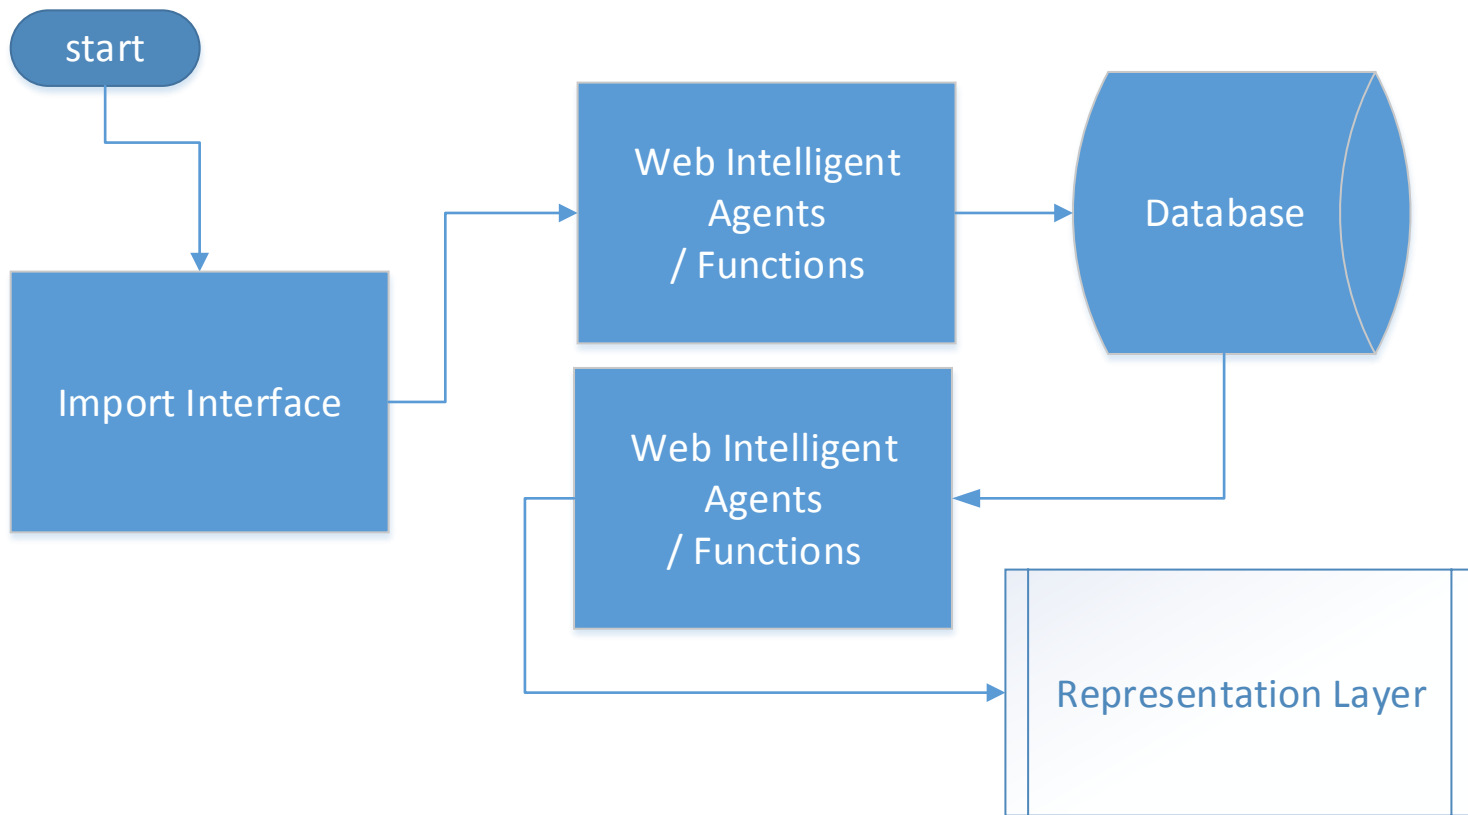 start
Web Intelligent
Agents
/ Functions
Database
Import Interface
Web Intelligent
Agents
/ Functions
Representation Layer